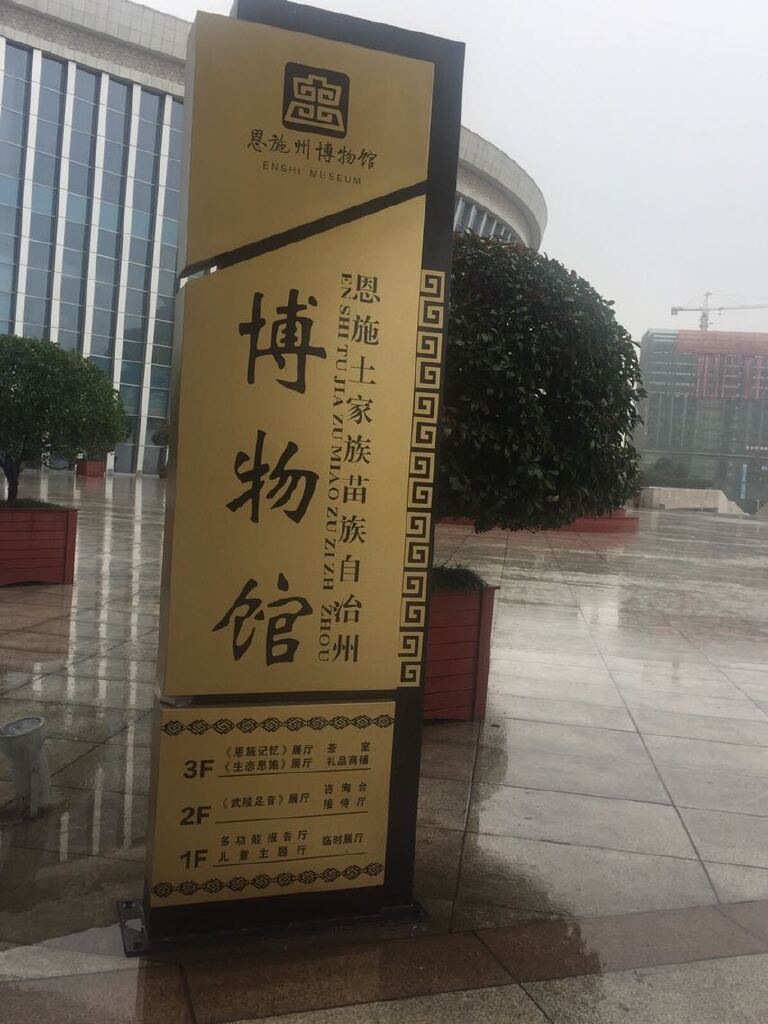 恩施州博物馆
ENSHI MUSEUM
恩施土家族苗族自治州
EN SHI TU JIA ZU MIAO ZU ZI ZH ZHOU
博物馆
3F
《恩施记忆》展厅 茶室
《生态恩施》展厅 礼品商铺
2F
《武陵足音》展厅 咨询台
接待厅
1F
多功能报告厅 临时展厅
儿童主题厅